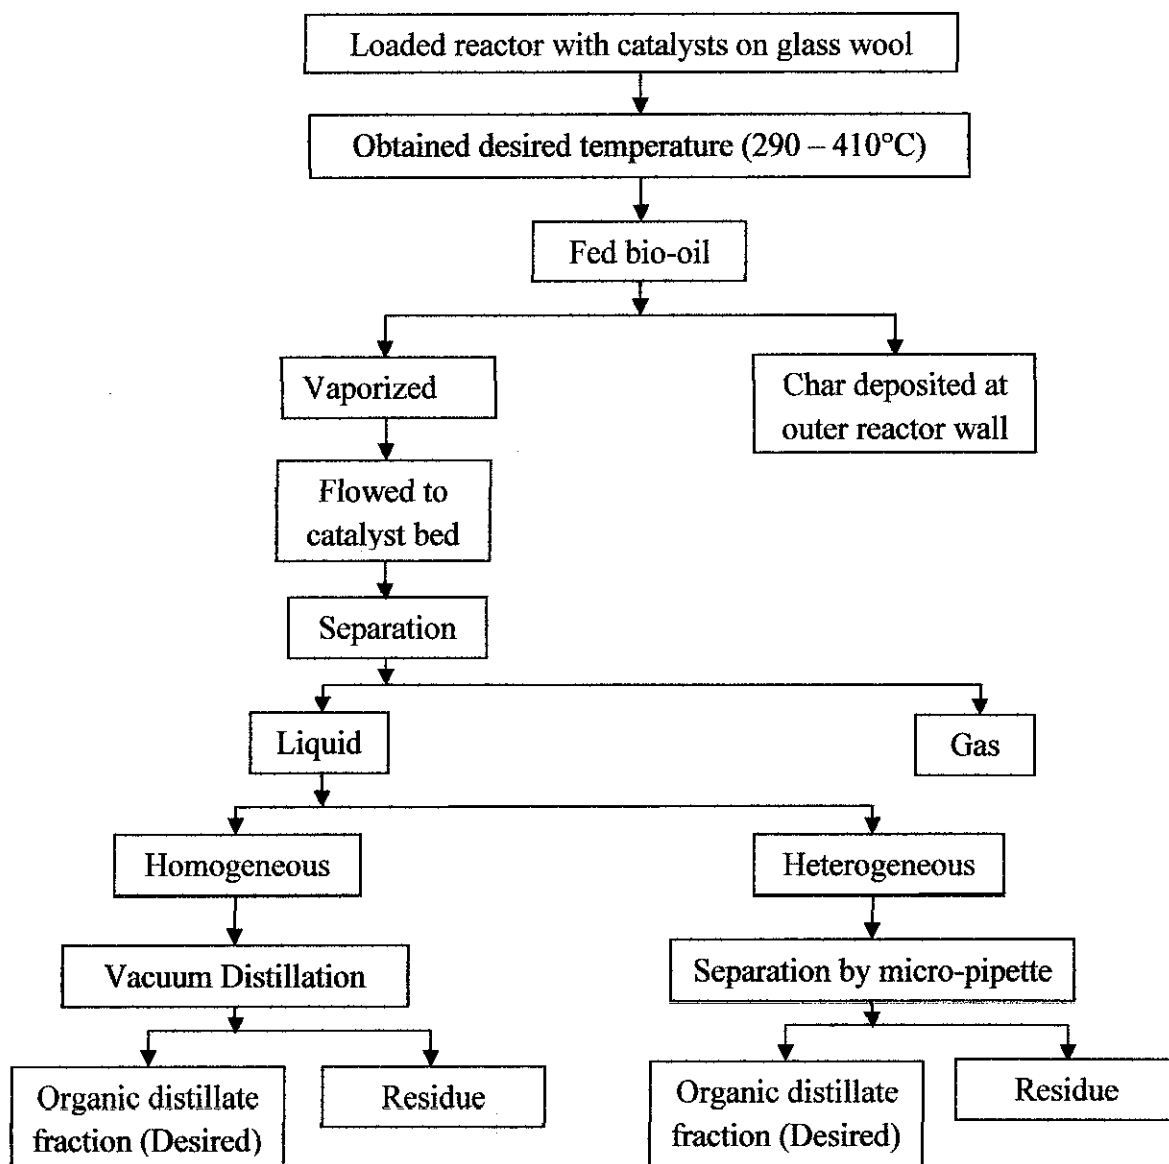 Loaded reactor with catalysts on glass wool
Obtained desired temperature (290 – 410°C)
Fed bio-oil
Vaporized
Char deposited at
outer reactor wall
Flowed to
catalyst bed
Separation
Liquid
Gas
Homogeneous
Heterogeneous
Vacuum Distillation
Separation by micro-pipette
Organic distillate
fraction (Desired)
Residue
Organic distillate
fraction (Desired)
Residue